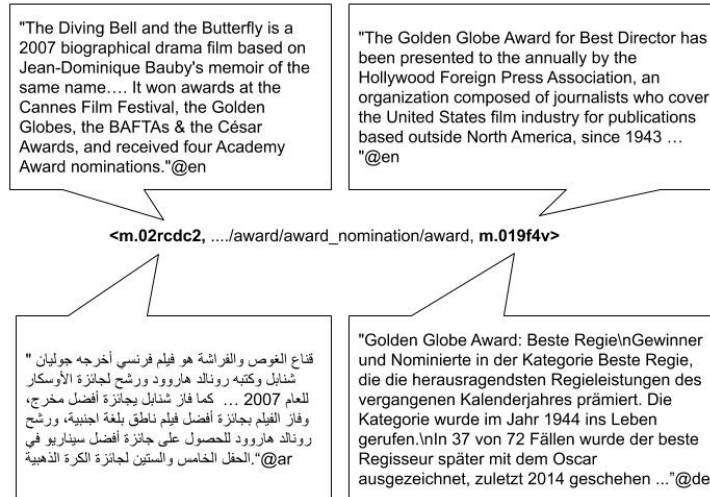 "The Diving Bell and the Butterfly is a
2007 biographical drama film based on
Jean-Dominique Bauby's memoir of the
same name…. It won awards at the
Cannes Film Festival, the Golden
Globes, the BAFTAs & the César
Awards, and received four Academy
Award nominations."@en
"The Golden Globe Award for Best Director has
been presented to the annually by the
Hollywood Foreign Press Association, an
organization composed of journalists who cover
the United States film industry for publications
based outside North America, since 1943 …
"@en
<m.02rcdc2, ..../award/award_nomination/award, m.019f4v>
قناع الغوص والفراشة هو فيلم فرنسي أخرجه جوليان "
شنابل وكتبه رونالد هاروود ورشح لجائزة الأوسكار
للعام 2007 … كما فاز شنابل يجائزة أفضل مخرج،
وفاز الفيلم بجائزة أفضل فيلم ناطق بلغة اجنبية، ورشح
رونالد هاروود للحصول على جائزة أفضل سيناريو في
الحفل الخامس والستين لجائزة الكرة الذهبية."@ar
"Golden Globe Award: Beste Regie\nGewinner
und Nominierte in der Kategorie Beste Regie,
die die herausragendsten Regieleistungen des
vergangenen Kalenderjahres prämiert. Die
Kategorie wurde im Jahr 1944 ins Leben
gerufen.\nIn 37 von 72 Fällen wurde der beste
Regisseur später mit dem Oscar
ausgezeichnet, zuletzt 2014 geschehen ..."@de